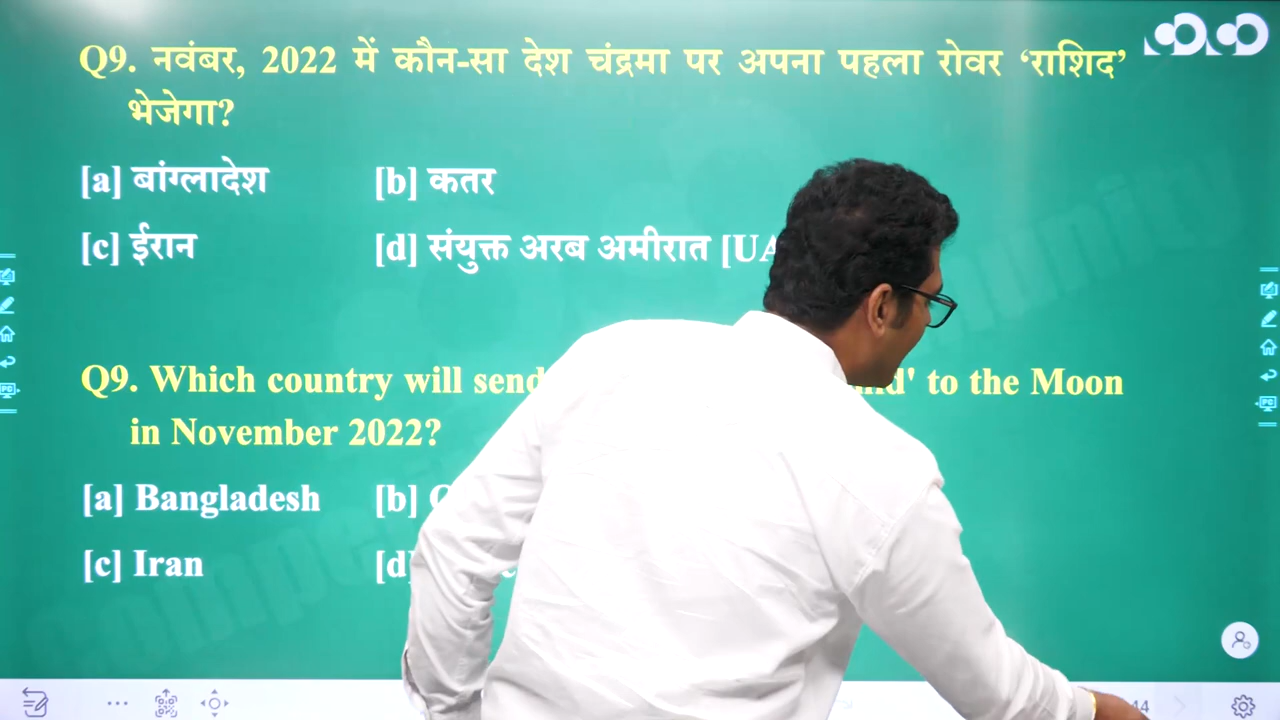 Q9. नवंबर, 2022 में कौन-सा देश चंद्रमा पर अपना पहला रोवर ‘राशिद’
भेजेगा?
[a] बांग्लादेश [b] कतर
[c] ईरान [d] संयुक्त अरब अमीरात [UA
Q9. Which country will send to the Moon
in November 2022?
[a] Bangladesh [b]
[c] Iran [d]
44